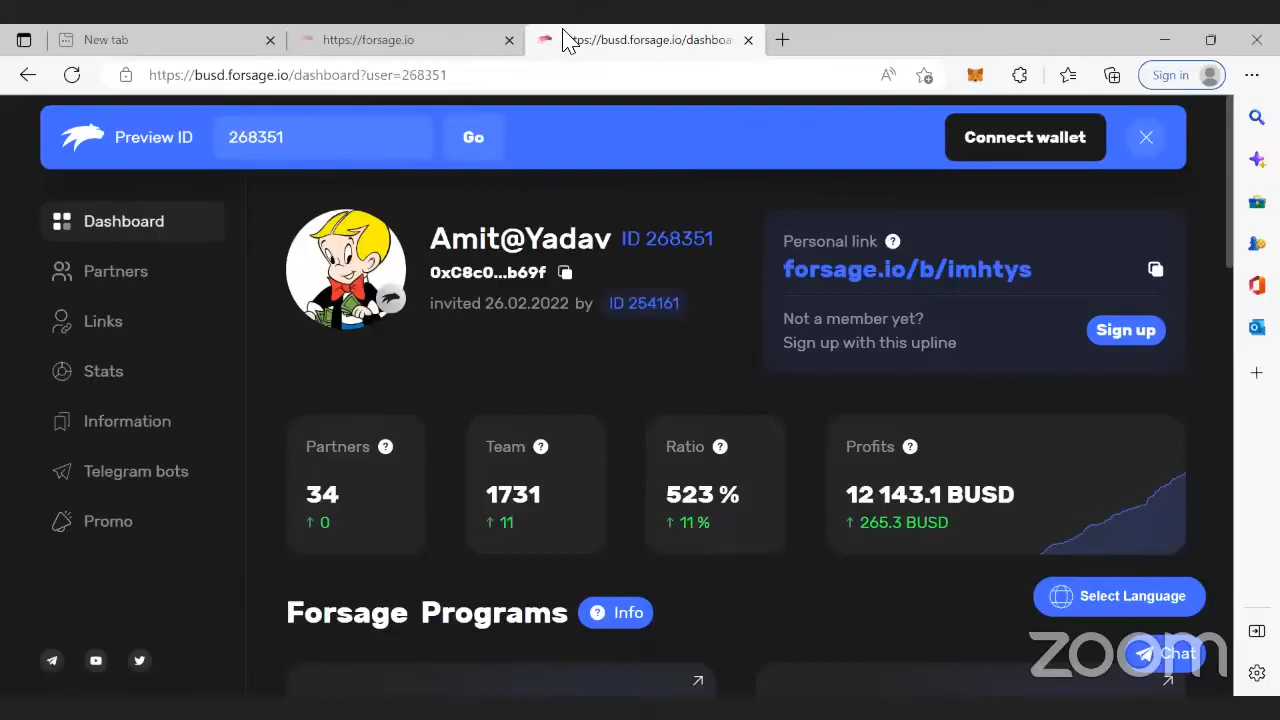 New tab
https://forsage.io
ps://busd.forsage.io/dashboa
https://busd.forsage.io/dashboard?user=268351
Sign in
Preview ID
268351
Go
Connect wallet
Dashboard
Partners
Links
Stats
Information
Telegram bots
Promo
Amit@Yadav ID 268351
0xC8c0...b69f
invited 26.02.2022 by ID 254161
Personal link ?
forsage.io/b/imhtys
Not a member yet?
Sign up with this upline
Sign up
Partners ?
34
↑ 0
Team ?
1731
↑ 11
Ratio ?
523 %
↑ 11 %
Profits ?
12 143.1 BUSD
↑ 265.3 BUSD
Forsage Programs
? Info
Select Language
Chat
zoom